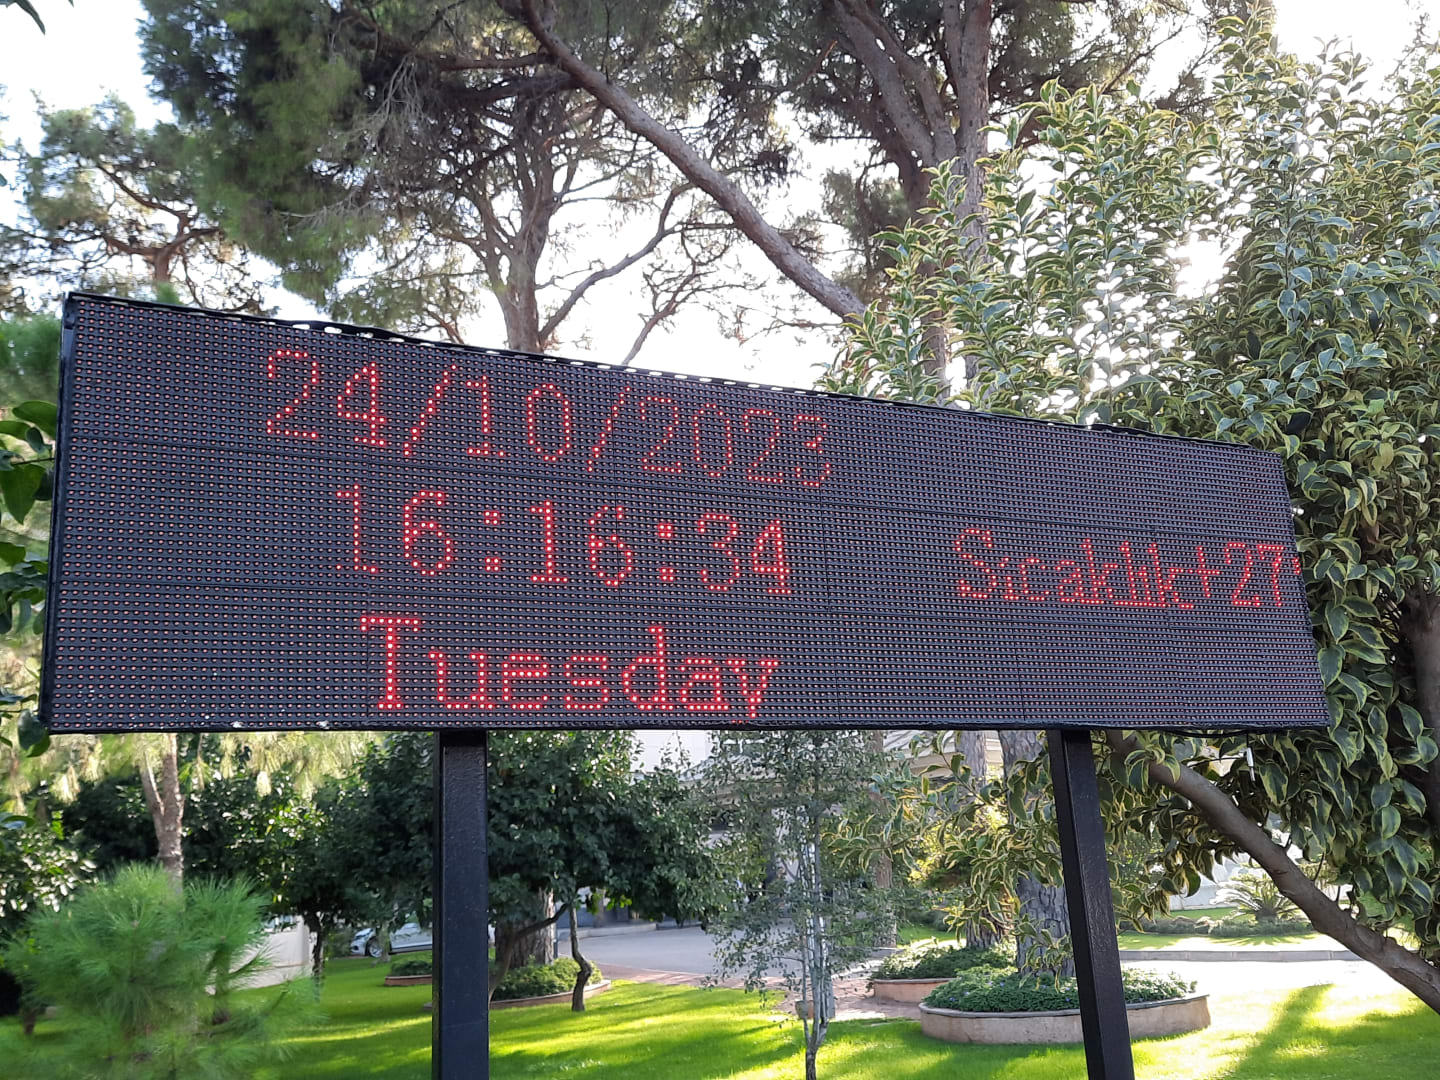 24/10/2023
16:16:34
Tuesday
Sıcaklık+27°